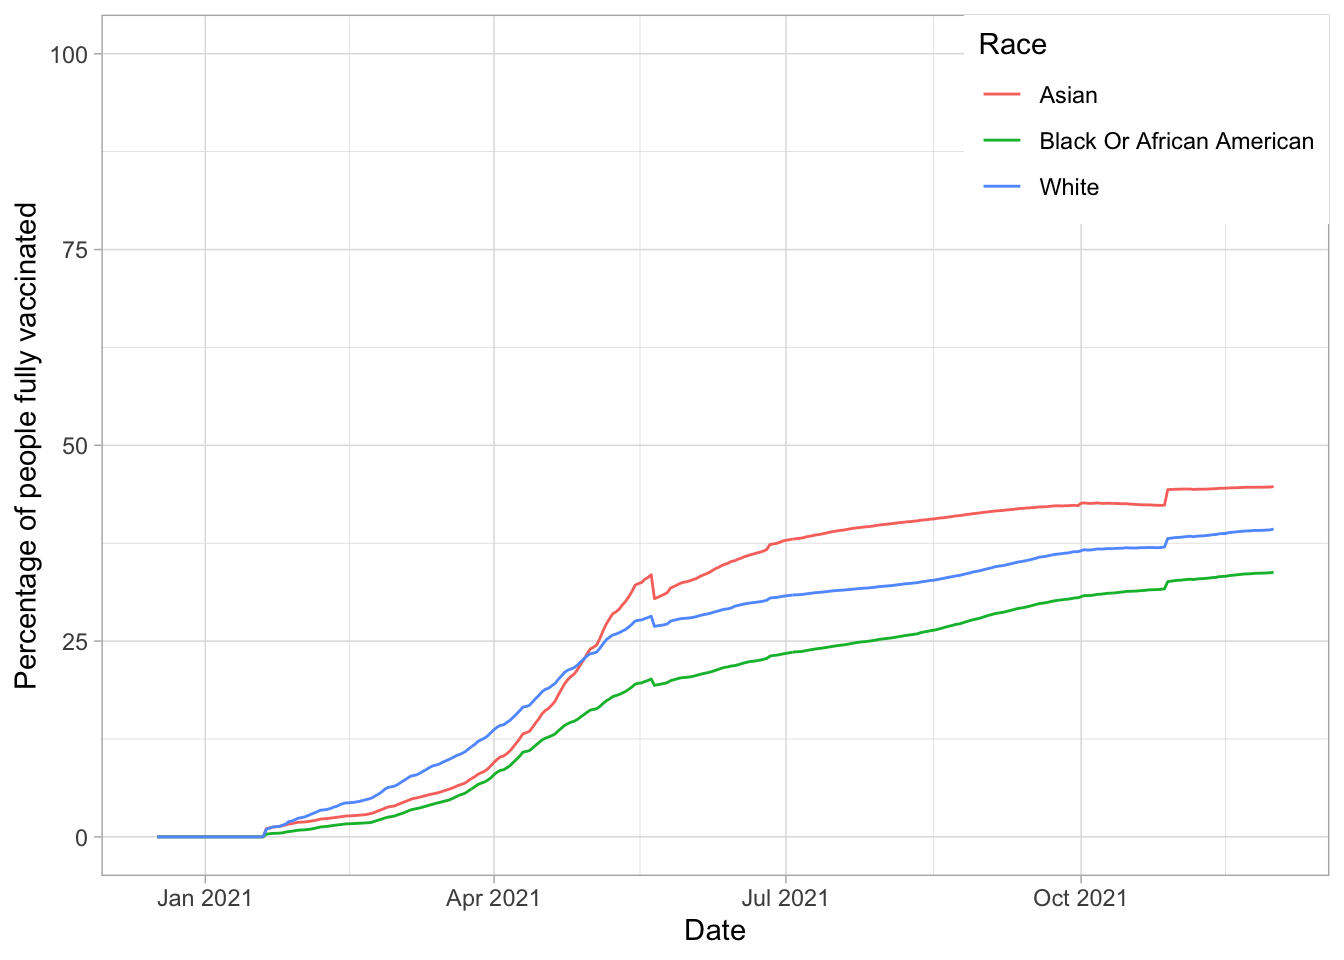 Percentage of people fully vaccinated
100
75
50
25
0
Race
Asian
Black Or African American
White
Jan 2021
Apr 2021
Jul 2021
Oct 2021
Date